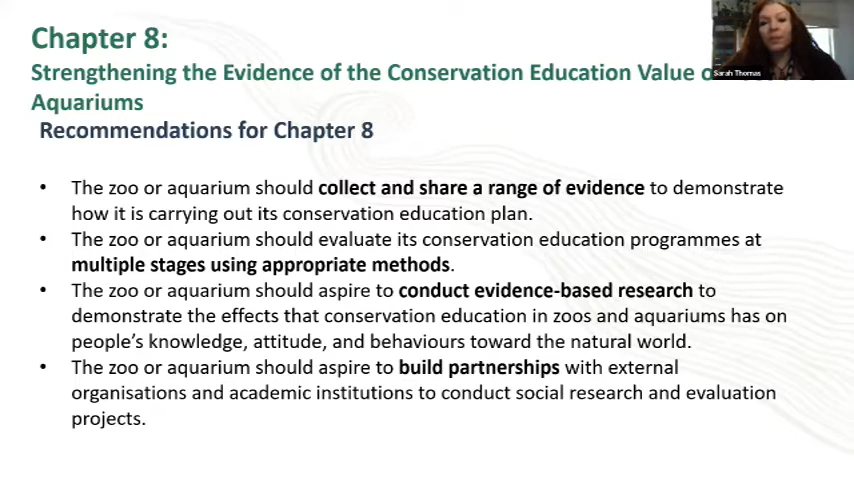 Chapter 8:
Strengthening the Evidence of the Conservation Education Value
Aquariums
Recommendations for Chapter 8
Sarah Thomas
• The zoo or aquarium should collect and share a range of evidence to demonstrate
how it is carrying out its conservation education plan.
• The zoo or aquarium should evaluate its conservation education programmes at
multiple stages using appropriate methods.
• The zoo or aquarium should aspire to conduct evidence-based research to
demonstrate the effects that conservation education in zoos and aquariums has on
people's knowledge, attitude, and behaviours toward the natural world.
• The zoo or aquarium should aspire to build partnerships with external
organisations and academic institutions to conduct social research and evaluation
projects.